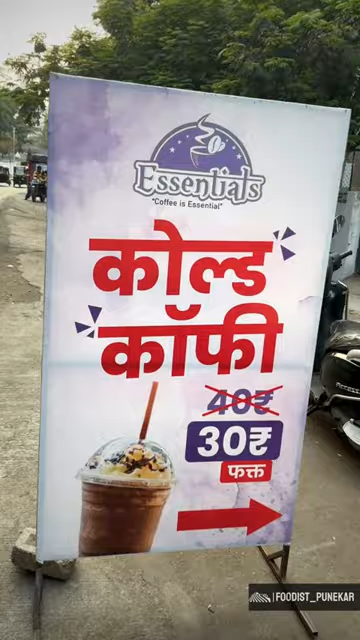 Essentials
"Coffee is Essential"
कोल्ड
कॉफी
40₹
30₹
फक्त
FOODIST_PUNEKAR